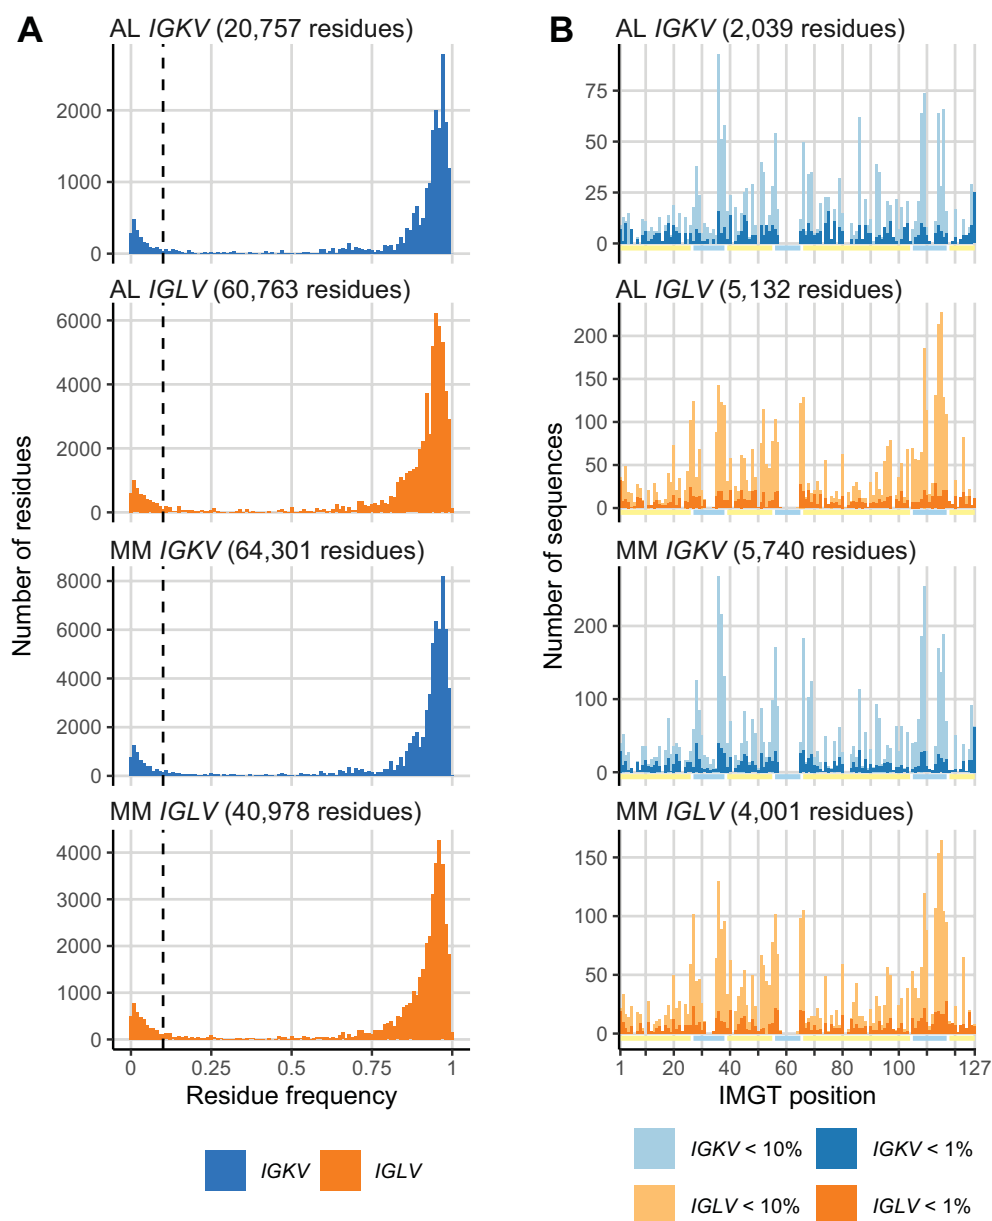 A
AL IGKV (20,757 residues)
2000
1000
0
AL IGLV (60,763 residues)
6000
4000
2000
0
MM IGKV (64,301 residues)
8000
6000
4000
2000
0
MM IGLV (40,978 residues)
4000
3000
2000
1000
0
Number of residues
0 0.25 0.5 0.75 1
Residue frequency
IGKV IGLV
B
AL IGKV (2,039 residues)
75
50
25
0
AL IGLV (5,132 residues)
200
150
100
50
0
MM IGKV (5,740 residues)
200
100
0
MM IGLV (4,001 residues)
150
100
50
0
Number of sequences
1 20 40 60 80 100 127
IMGT position
IGKV < 10% IGKV < 1%
IGLV < 10% IGLV < 1%